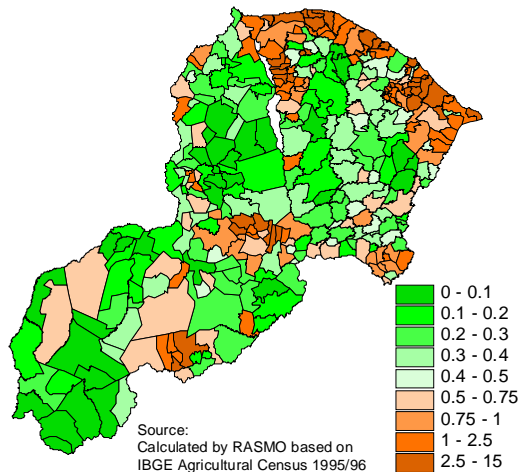 0 - 0.1
0.1 - 0.2
0.2 - 0.3
0.3 - 0.4
0.4 - 0.5
0.5 - 0.75
0.75 - 1
1 - 2.5
2.5 - 15
Source:
Calculated by RASMO based on
IBGE Agricultural Census 1995/96